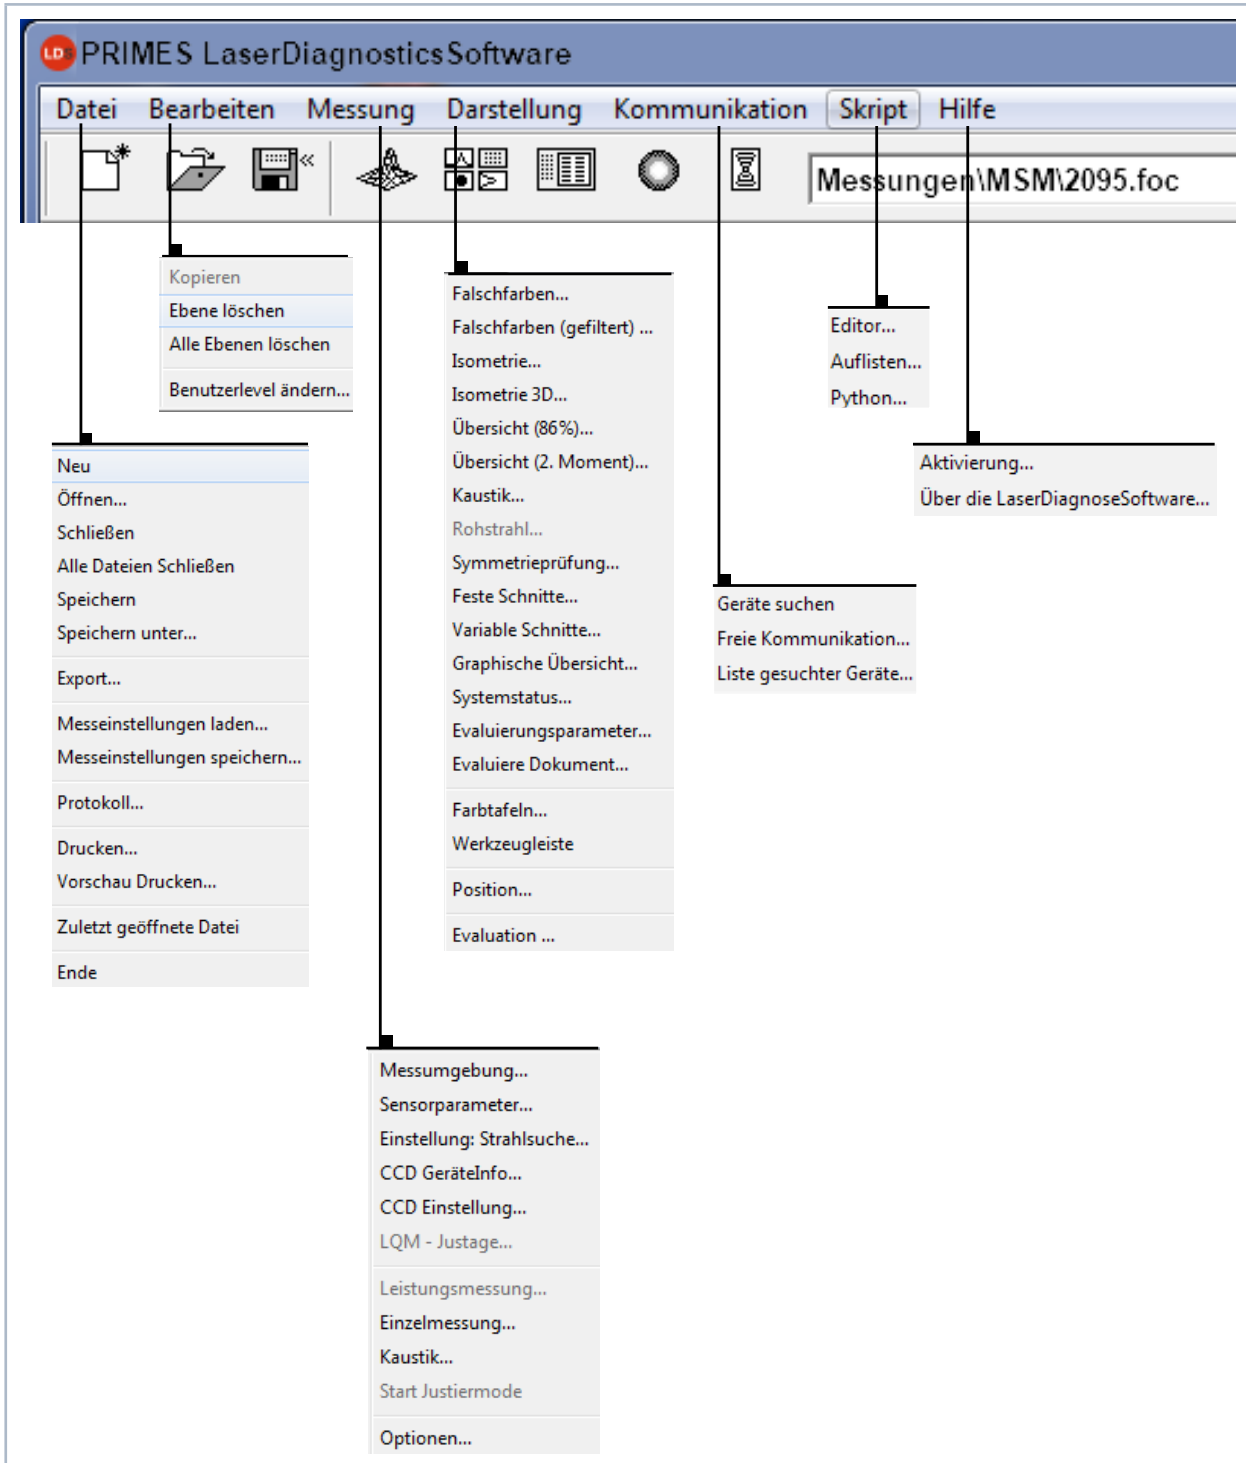 LDS PRIMES LaserDiagnosticsSoftware
Datei Bearbeiten Messung Darstellung Kommunikation Skript Hilfe
Messungen\MSM\2095.foc
Kopieren
Ebene löschen
Alle Ebenen löschen
Benutzerlevel ändern...
Neu
Öffnen...
Schließen
Alle Dateien Schließen
Speichern
Speichern unter...
Export...
Messeinstellungen laden...
Messeinstellungen speichern...
Protokoll...
Drucken...
Vorschau Drucken...
Zuletzt geöffnete Datei
Ende
Falschfarben...
Falschfarben (gefiltert) ...
Isometrie...
Isometrie 3D...
Übersicht (86%)...
Übersicht (2. Moment)...
Kaustik...
Rohstrahl...
Symmetrieprüfung...
Feste Schnitte...
Variable Schnitte...
Graphische Übersicht...
Systemstatus...
Evaluierungsparameter...
Evaluiere Dokument...
Farbtafeln...
Werkzeugleiste
Position...
Evaluation ...
Editor...
Auflisten...
Python...
Aktivierung...
Über die LaserDiagnoseSoftware...
Geräte suchen
Freie Kommunikation...
Liste gesuchter Geräte...
Messumgebung...
Sensorparameter...
Einstellung: Strahlsuche...
CCD GeräteInfo...
CCD Einstellung...
LQM - Justage...
Leistungsmessung...
Einzelmessung...
Kaustik...
Start Justiermode
Optionen...